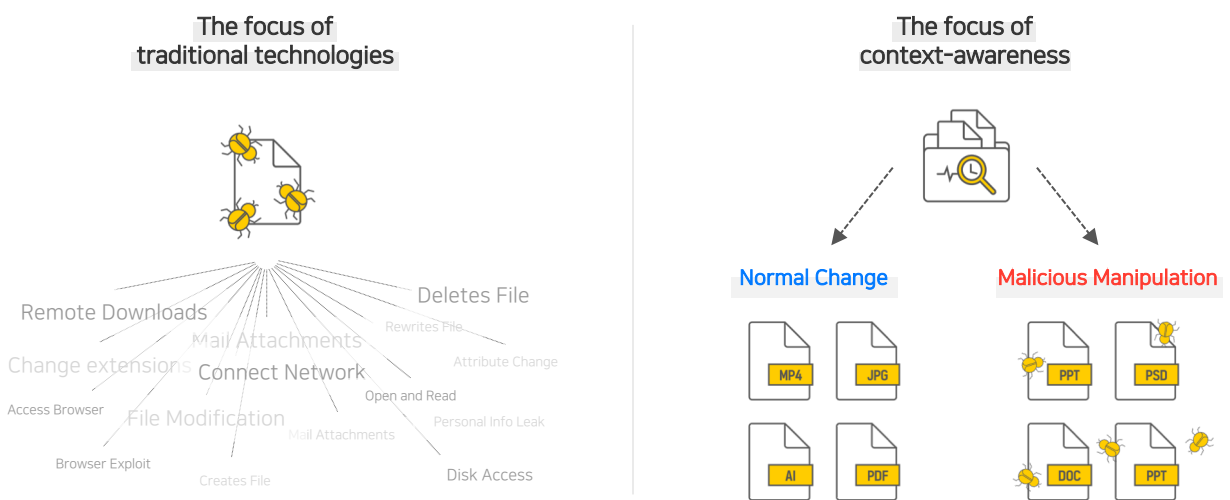 The focus of
traditional technologies
Remote Downloads
Deletes File
Mail Attachments
Rewrites File
Change extensions
Connect Network
Attribute Change
Access Browser
File Modification
Open and Read
Mail Attachments
Personal Info Leak
Browser Exploit
Creates File
Disk Access
The focus of
context-awareness
Normal Change
MP4
JPG
AI
PDF
Malicious Manipulation
PPT
PSD
DOC
PPT